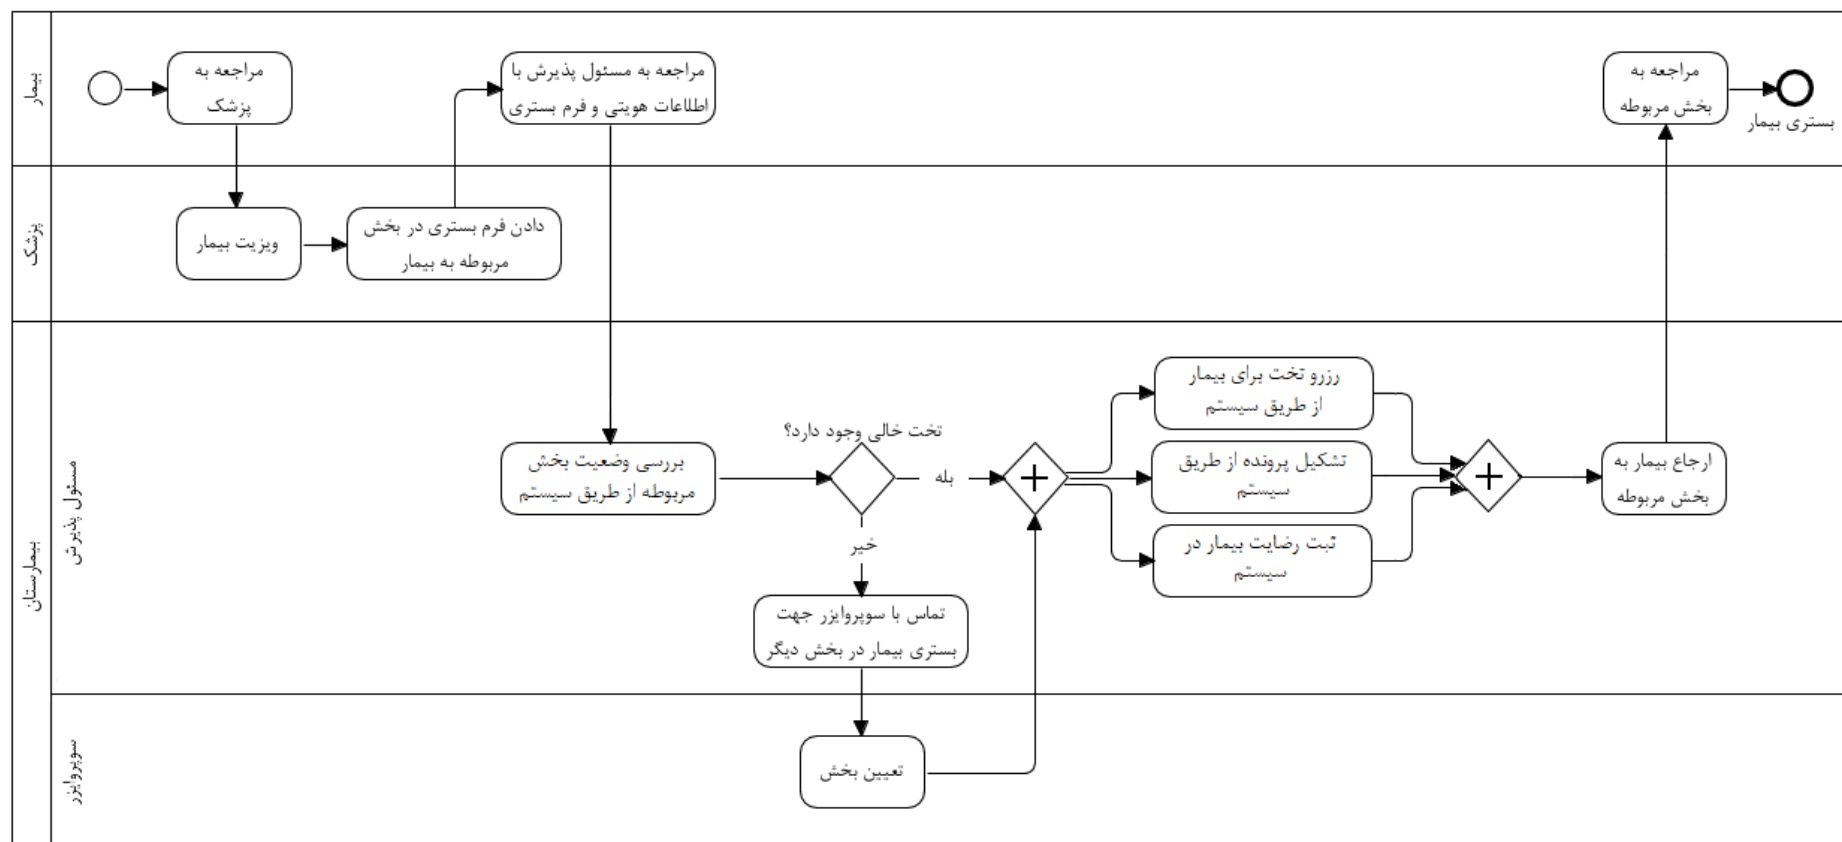 بیمار
مراجعه به
پزشک
مراجعه به مسئول پذیرش با
اطلاعات هویتی و فرم بستری
مراجعه به
بخش مربوطه
بستری بیمار
پزشک
ویزیت بیمار
دادن فرم بستری در بخش
مربوطه به بیمار
بیمارستان
مسئول پذیرش
بررسی وضعیت بخش
مربوطه از طریق سیستم
تخت خالی وجود دارد؟
بله
خیر
رزرو تخت برای بیمار
از طریق سیستم
تشکیل پرونده از طریق
سیستم
ثبت رضایت بیمار در
سیستم
ارجاع بیمار به
بخش مربوطه
تماس با سوپروایزر جهت
بستری بیمار در بخش دیگر
سوپروایزر
تعیین بخش